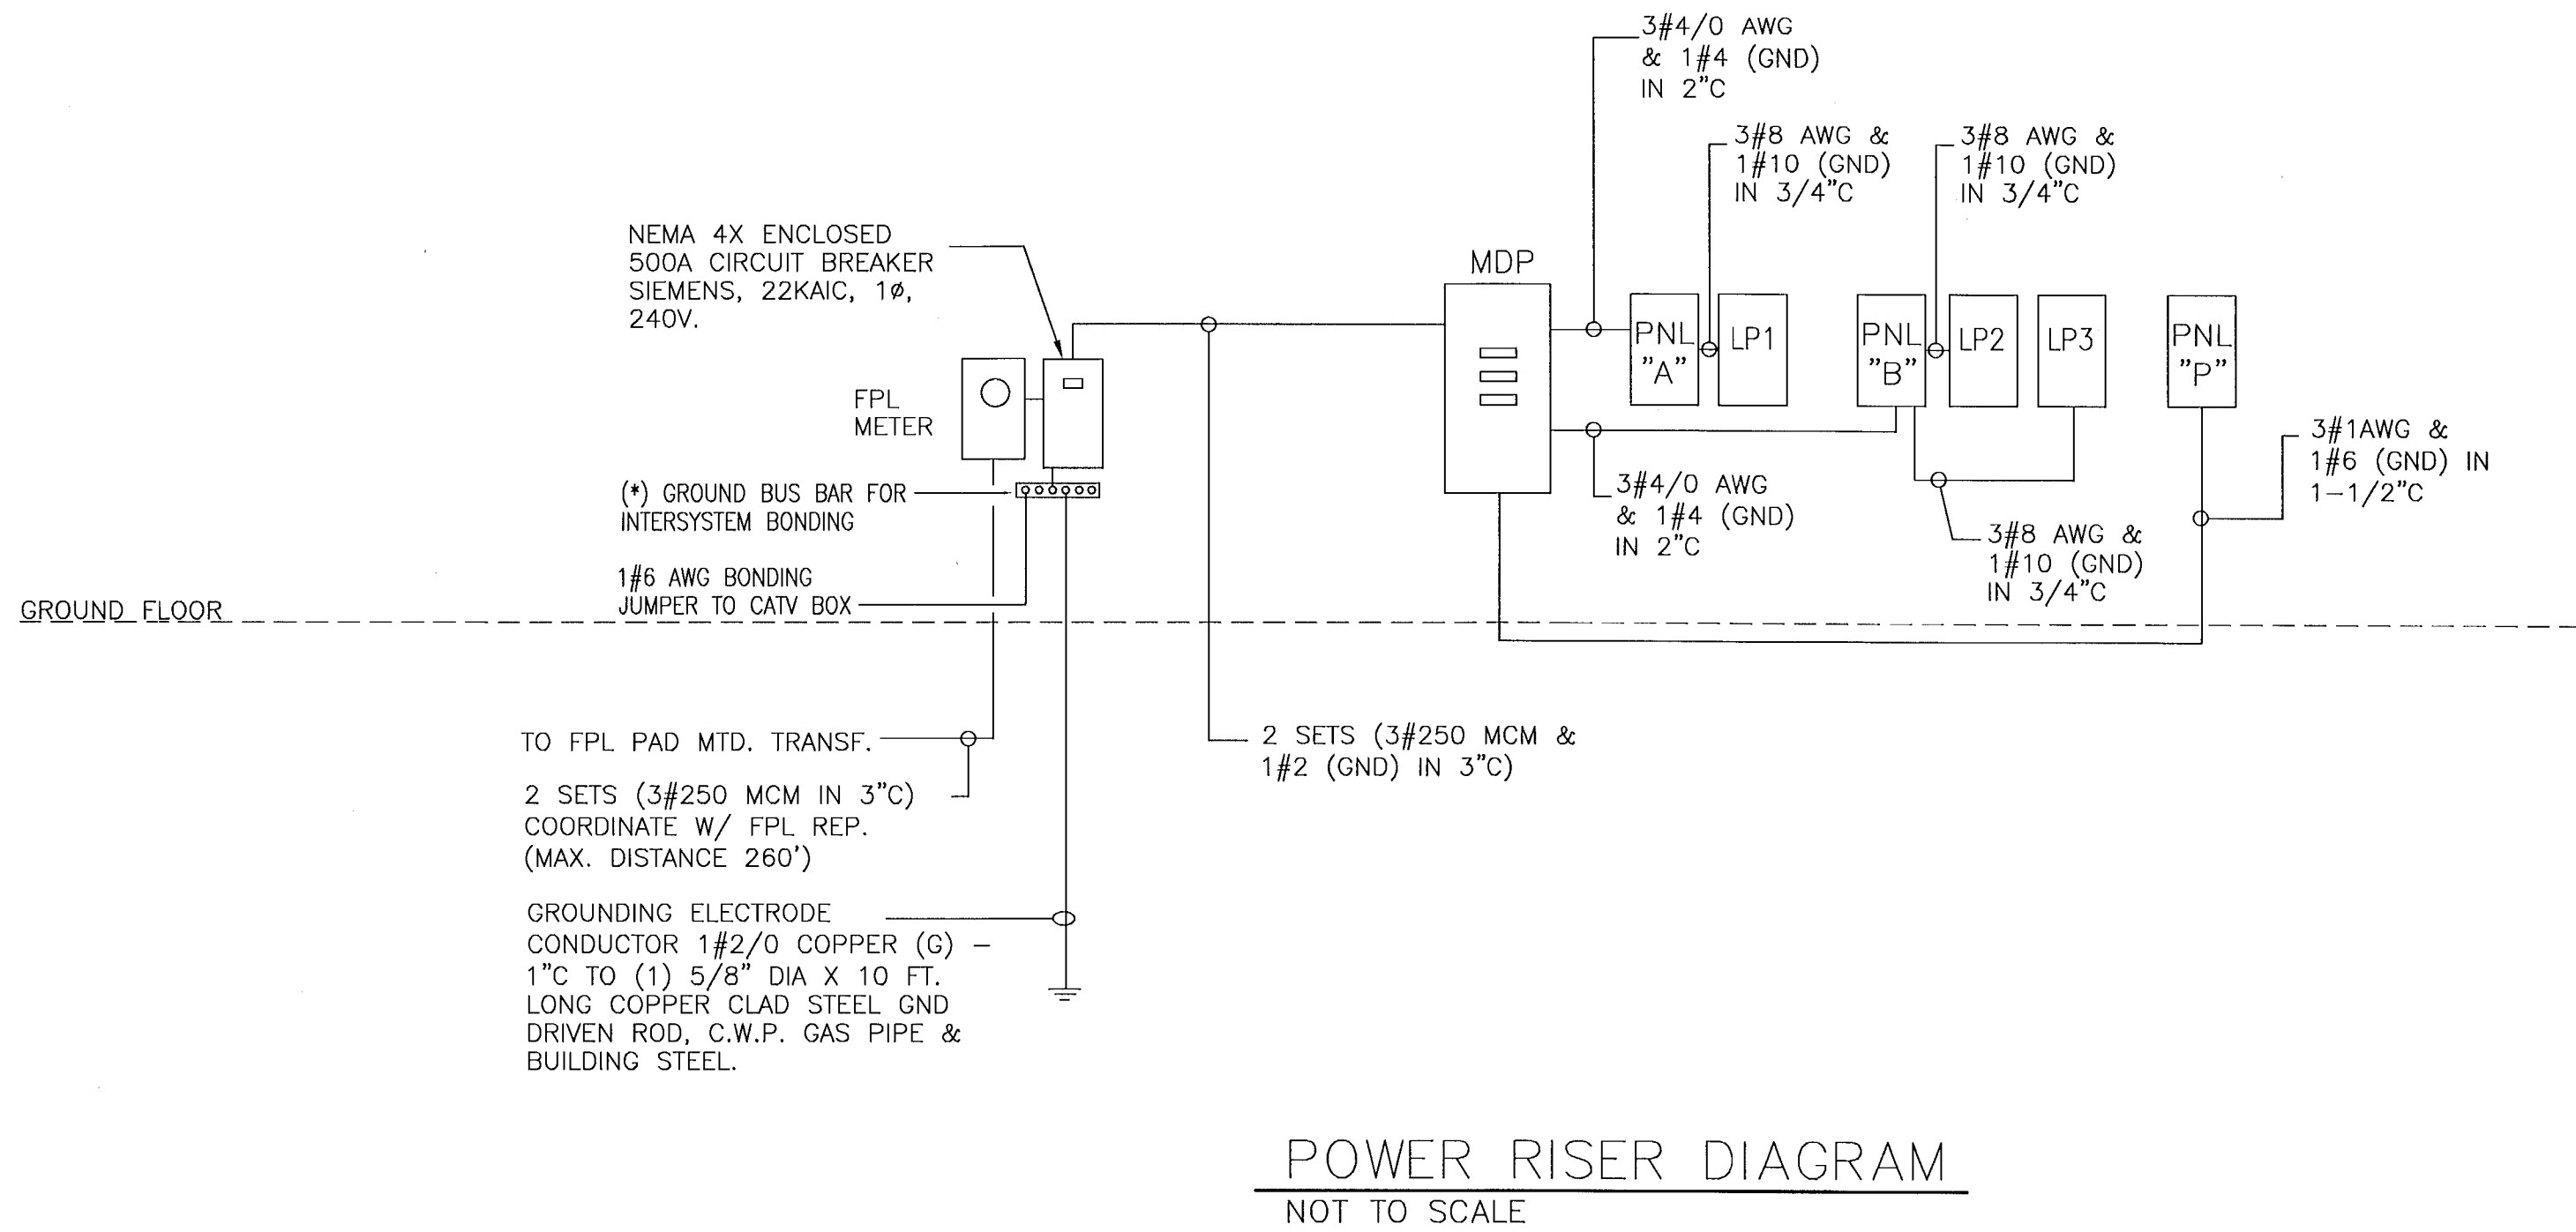 3#4/0 AWG
& 1#4 (GND)
IN 2"C
3#8 AWG &
1#10 (GND)
IN 3/4"C
3#8 AWG &
1#10 (GND)
IN 3/4"C
NEMA 4X ENCLOSED
500A CIRCUIT BREAKER
SIEMENS, 22KAIC, 1ø,
240V.
MDP
PNL
"A"
LP1
PNL
"B"
LP2
LP3
PNL
"P"
FPL
METER
3#1AWG &
1#6 (GND) IN
1-1/2"C
(*) GROUND BUS BAR FOR
INTERSYSTEM BONDING
3#4/0 AWG
& 1#4 (GND)
IN 2"C
3#8 AWG &
1#10 (GND)
IN 3/4"C
1#6 AWG BONDING
JUMPER TO CATV BOX
GROUND FLOOR
TO FPL PAD MTD. TRANSF.
2 SETS (3#250 MCM IN 3"C)
COORDINATE W/ FPL REP.
(MAX. DISTANCE 260')
2 SETS (3#250 MCM &
1#2 (GND) IN 3"C)
GROUNDING ELECTRODE
CONDUCTOR 1#2/0 COPPER (G) -
1"C TO (1) 5/8" DIA X 10 FT.
LONG COPPER CLAD STEEL GND
DRIVEN ROD, C.W.P. GAS PIPE &
BUILDING STEEL.
POWER RISER DIAGRAM
NOT TO SCALE